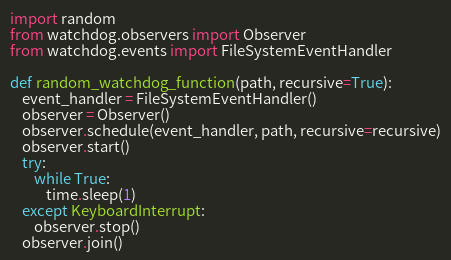 import random
from watchdog.observers import Observer
from watchdog.events import FileSystemEventHandler

def random_watchdog_function(path, recursive=True):
    event_handler = FileSystemEventHandler()
    observer = Observer()
    observer.schedule(event_handler, path, recursive=recursive)
    observer.start()
    try:
        while True:
            time.sleep(1)
    except KeyboardInterrupt:
        observer.stop()
    observer.join()